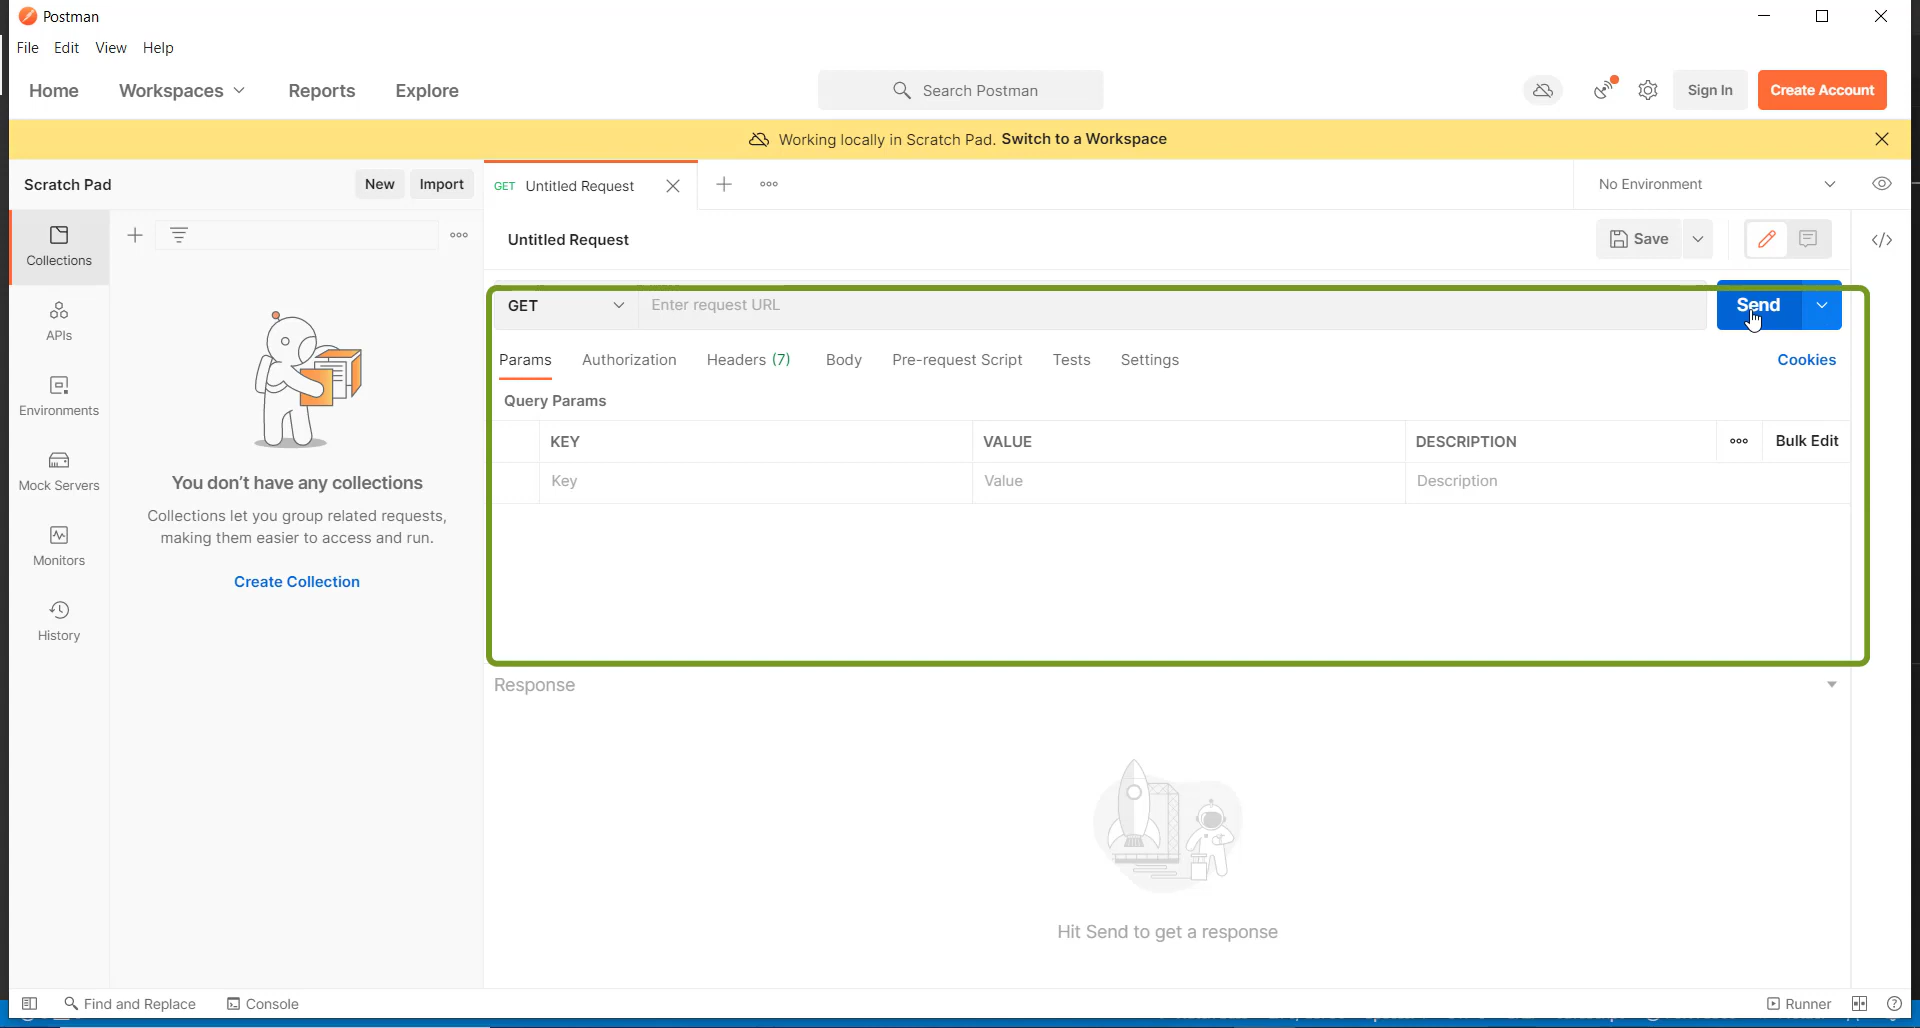 Postman
File Edit View Help
Home Workspaces Reports Explore Search Postman Sign In Create Account
Working locally in Scratch Pad. Switch to a Workspace
Scratch Pad New Import GET Untitled Request No Environment
Untitled Request Save
Collections
GET Enter request URL Send
APIs
Params Authorization Headers (7) Body Pre-request Script Tests Settings Cookies
Query Params
Environments
KEY VALUE DESCRIPTION Bulk Edit
Key Value Description
Mock Servers
You don't have any collections
Collections let you group related requests,
making them easier to access and run.
Monitors
Create Collection
History
Response
Hit Send to get a response
Find and Replace Console Runner